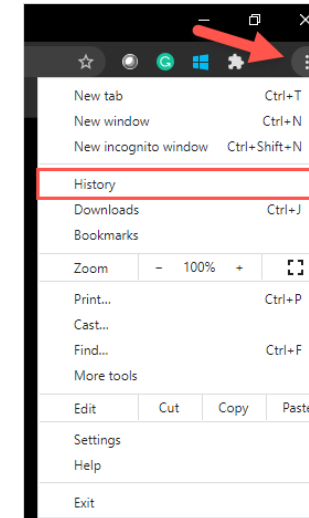 New tab Ctrl+T
New window Ctrl+N
New incognito window Ctrl+Shift+N
History
Downloads Ctrl+J
Bookmarks
Zoom - 100% +
Print... Ctrl+P
Cast...
Find... Ctrl+F
More tools
Edit Cut Copy Paste
Settings
Help
Exit